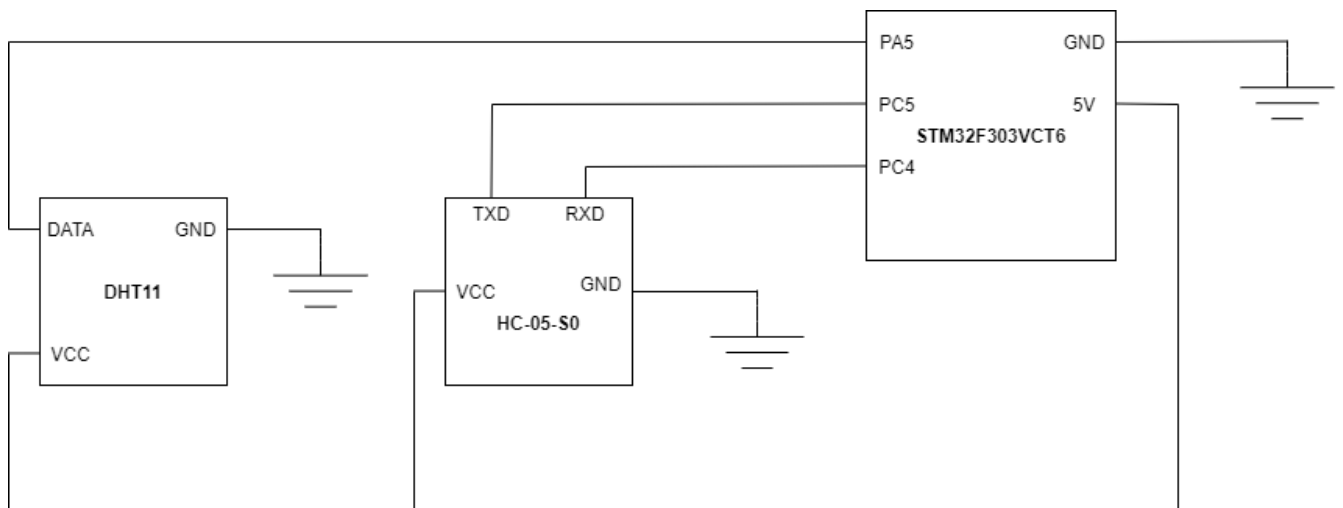 PA5
GND
PC5
5V
STM32F303VCT6
PC4
TXD
RXD
DATA
GND
DHT11
VCC
VCC
GND
HC-05-S0